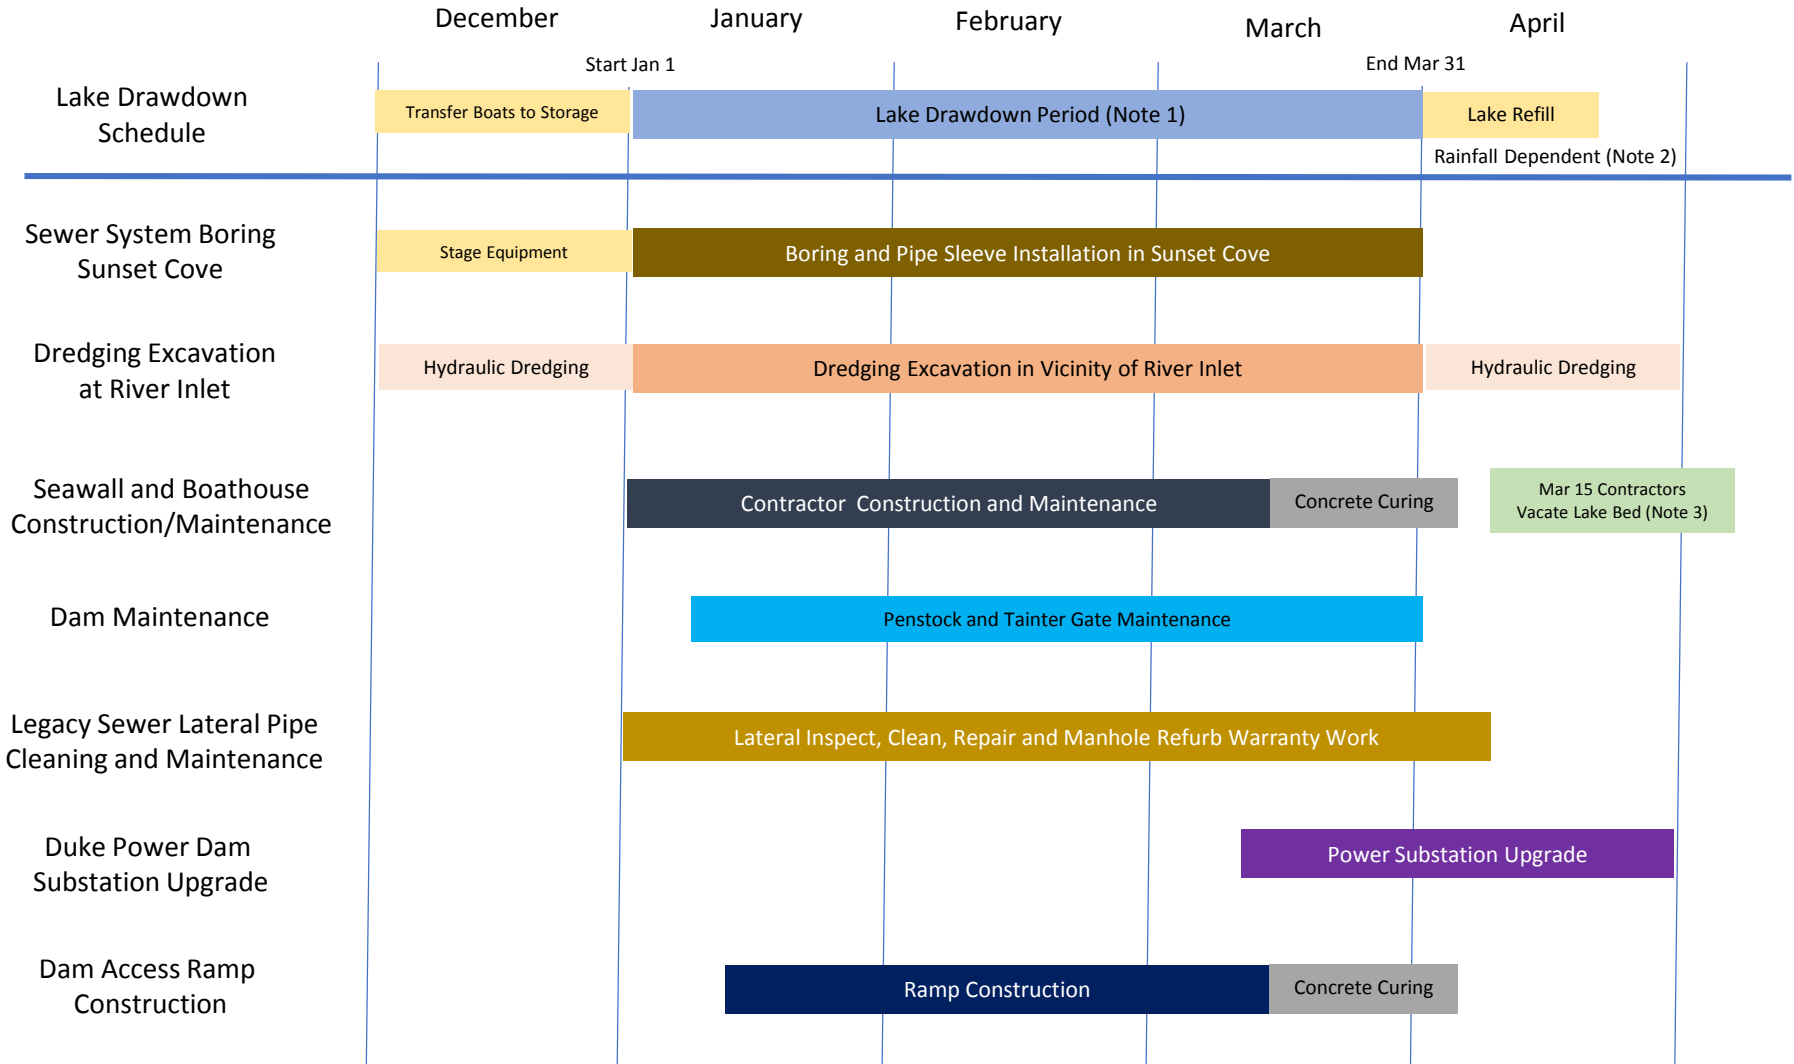 December
January
February
March
April
Start Jan 1
End Mar 31
Lake Drawdown
Schedule
Transfer Boats to Storage
Lake Drawdown Period (Note 1)
Lake Refill
Rainfall Dependent (Note 2)
Sewer System Boring
Sunset Cove
Stage Equipment
Boring and Pipe Sleeve Installation in Sunset Cove
Dredging Excavation
at River Inlet
Hydraulic Dredging
Dredging Excavation in Vicinity of River Inlet
Hydraulic Dredging
Seawall and Boathouse
Construction/Maintenance
Contractor Construction and Maintenance
Concrete Curing
Mar 15 Contractors
Vacate Lake Bed (Note 3)
Dam Maintenance
Penstock and Tainter Gate Maintenance
Legacy Sewer Lateral Pipe
Cleaning and Maintenance
Lateral Inspect, Clean, Repair and Manhole Refurb Warranty Work
Duke Power Dam
Substation Upgrade
Power Substation Upgrade
Dam Access Ramp
Construction
Ramp Construction
Concrete Curing